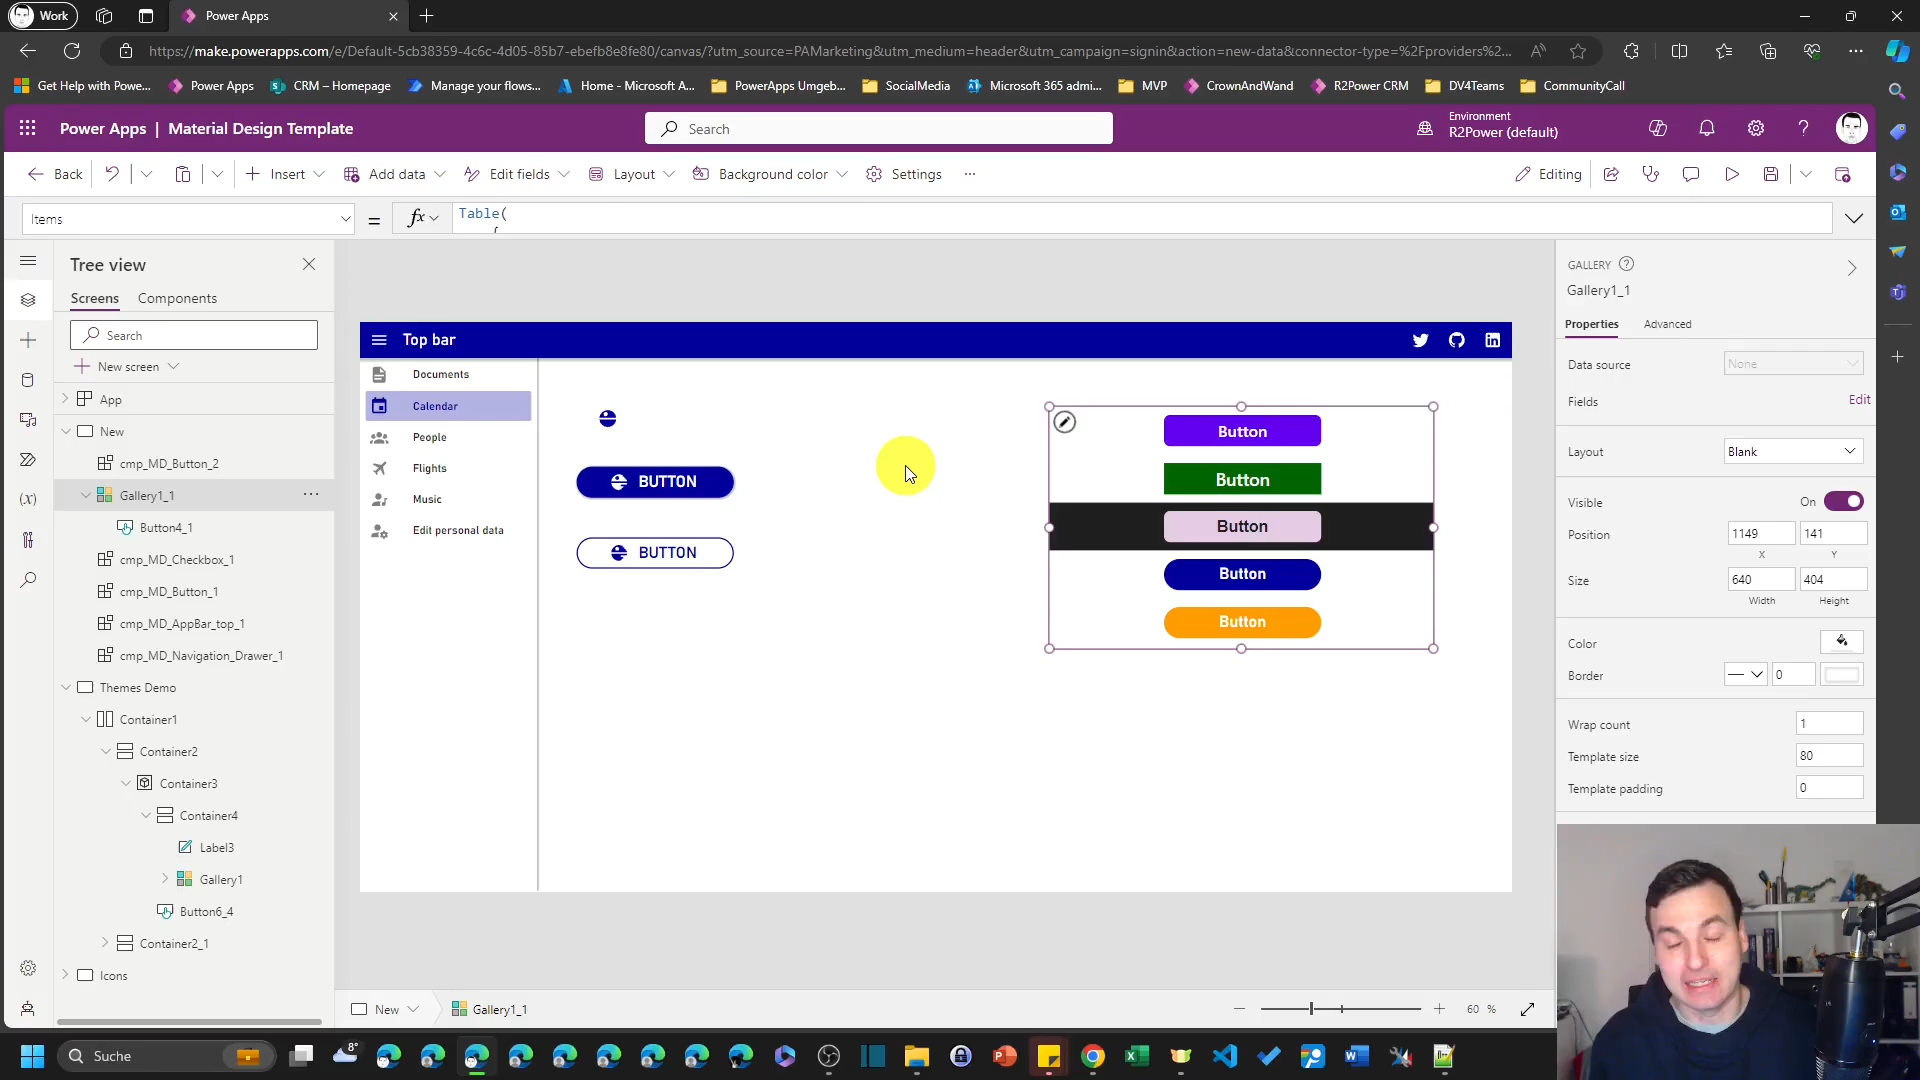 Work
Power Apps
https://make.powerapps.com/e/Default-5cb38359-4c6c-4d05-85b7-ebefb8e8fe80/canvas/?utm_source=PAMarketing&utm_medium=header&utm_campaign=signin&action=new-data&connector-type=%2Fproviders%2...
Get Help with Powe...
Power Apps
CRM – Homepage
Manage your flows...
Home - Microsoft A...
PowerApps Umgeb...
SocialMedia
Microsoft 365 admi...
MVP
CrownAndWand
R2Power CRM
DV4Teams
CommunityCall
Power Apps | Material Design Template
Search
Environment
R2Power (default)
Back
Insert
Add data
Edit fields
Layout
Background color
Settings
...
Editing
Items
=
fx
Table(
{
Tree view
Screens
Components
Search
New screen
App
New
cmp_MD_Button_2
Gallery1_1
...
Button4_1
cmp_MD_Checkbox_1
cmp_MD_Button_1
cmp_MD_AppBar_top_1
cmp_MD_Navigation_Drawer_1
Themes Demo
Container1
Container2
Container3
Container4
Label3
Gallery1
Button6_4
Container2_1
Icons
Top bar
Documents
Calendar
People
Flights
Music
Edit personal data
BUTTON
BUTTON
Button
Button
Button
Button
Button
GALLERY
Gallery1_1
Properties
Advanced
Data source
None
Fields
Edit
Layout
Blank
Visible
On
Position
1149
141
X
Y
Size
640
404
Width
Height
Color
Border
0
Wrap count
1
Template size
80
Template padding
0
New
Gallery1_1
60 %
Suche
8°